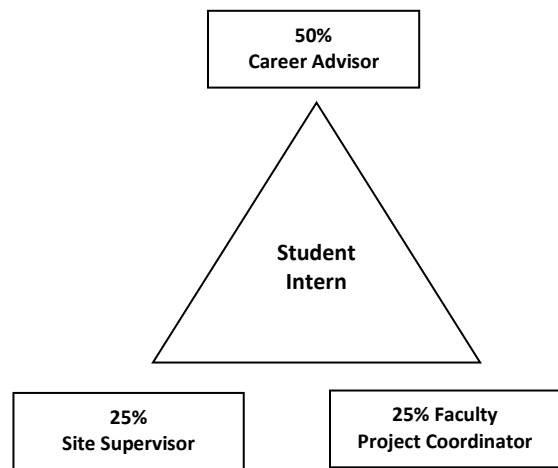 50%
Career Advisor
Student
Intern
25%
Site Supervisor
25% Faculty
Project Coordinator